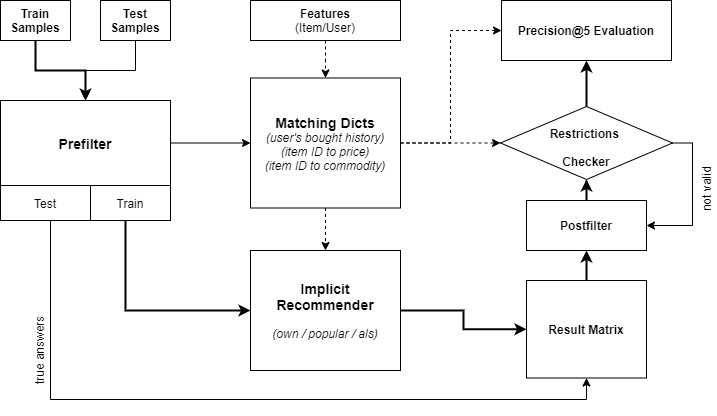 Train
Samples
Test
Samples
Features
(Item/User)
Precision@5 Evaluation
Prefilter
Test
Train
Matching Dicts
(user's bought history)
(item ID to price)
(item ID to commodity)
Restrictions
Checker
not valid
Postfilter
Implicit
Recommender
(own / popular / als)
Result Matrix
true answers